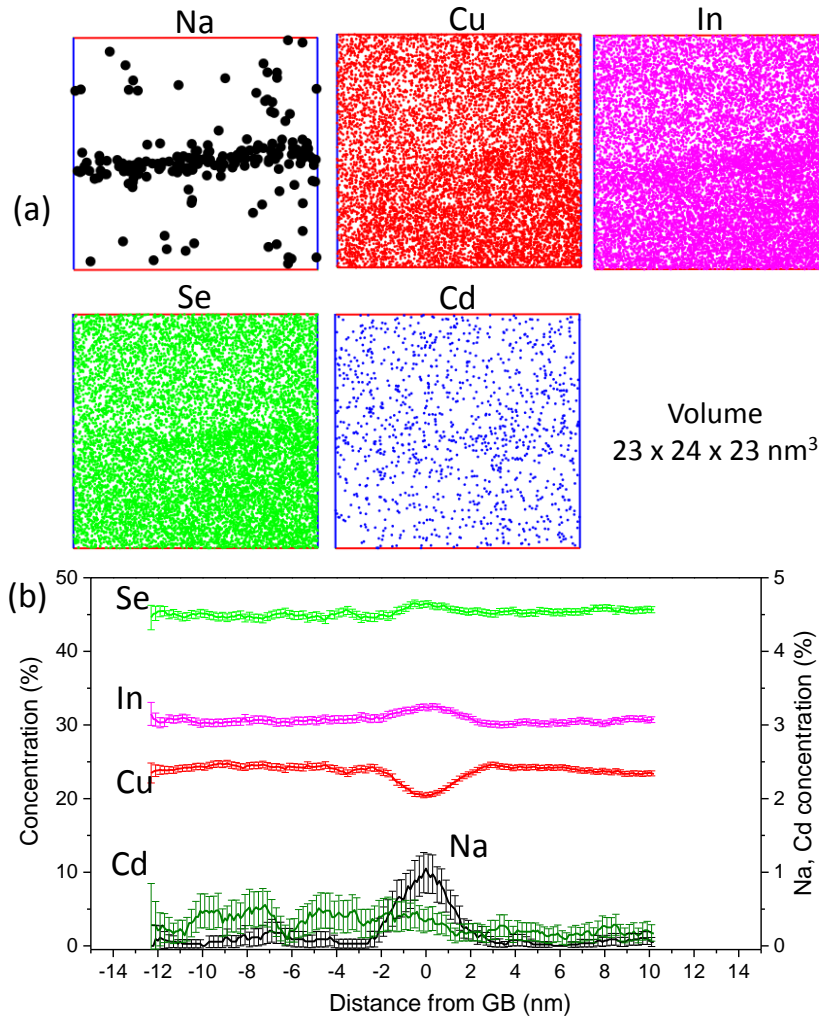 Na Cu In
(a)
Se Cd
Volume
23 x 24 x 23 nm³
(b)
50 5
Se
40 4
In
30 3
Cu
20 2
Cd Na
10 1
0 0
Concentration (%)
Na, Cd concentration (%)
-14 -12 -10 -8 -6 -4 -2 0 2 4 6 8 10 12 14
Distance from GB (nm)